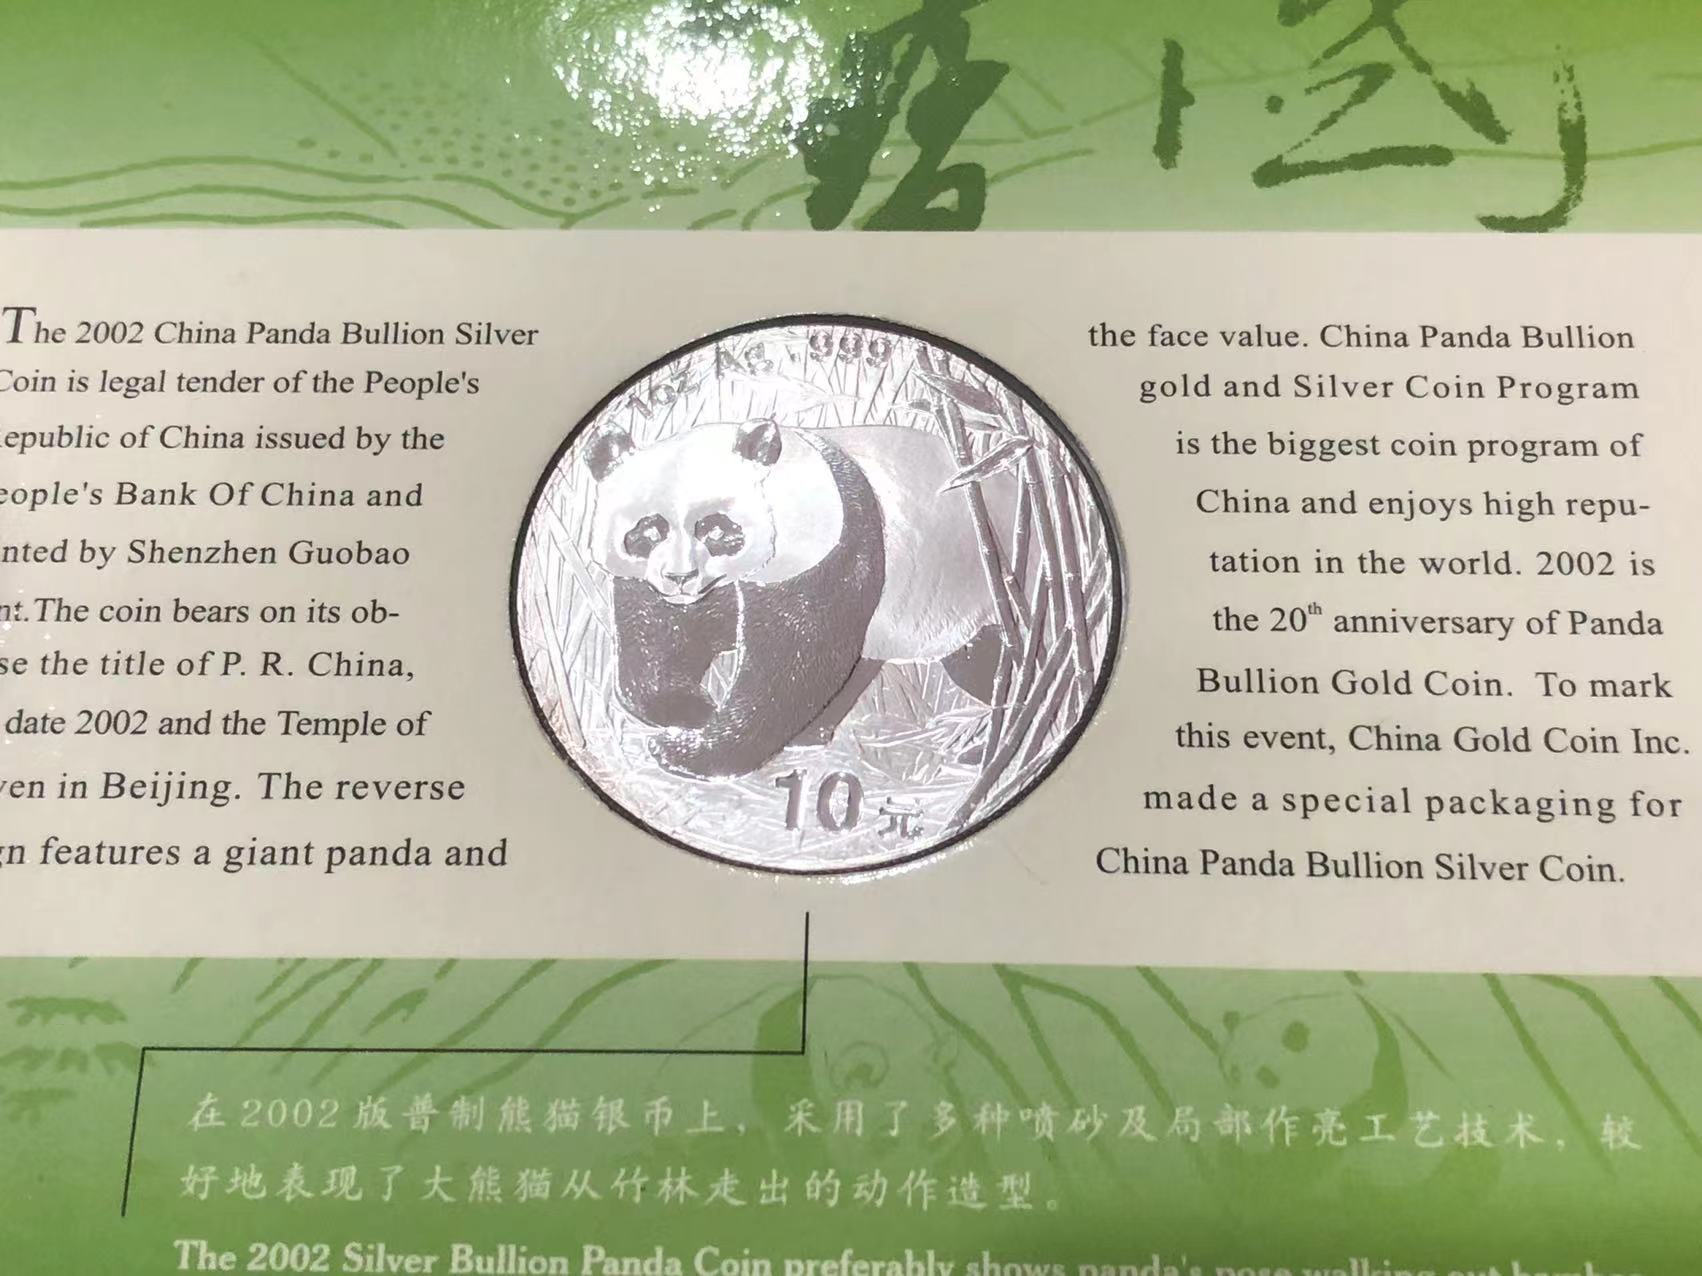 The 2002 China Panda Bullion Silver
Coin is legal tender of the People's
epublic of China issued by the
eople's Bank Of China and
nted by Shenzhen Guobao
nt. The coin bears on its ob-
se the title of P. R. China,
date 2002 and the Temple of
ven in Beijing. The reverse
gn features a giant panda and
1oz Ag .999
10元
the face value. China Panda Bullion
gold and Silver Coin Program
is the biggest coin program of
China and enjoys high repu-
tation in the world. 2002 is
the 20th anniversary of Panda
Bullion Gold Coin. To mark
this event, China Gold Coin Inc.
made a special packaging for
China Panda Bullion Silver Coin.
在2002版普制熊猫银币上，采用了多种喷砂及局部作亮工艺技术，较
好地表现了大熊猫从竹林走出的动作造型。
The 2002 Silver Bullion Panda Coin preferably shows panda's pose walking out